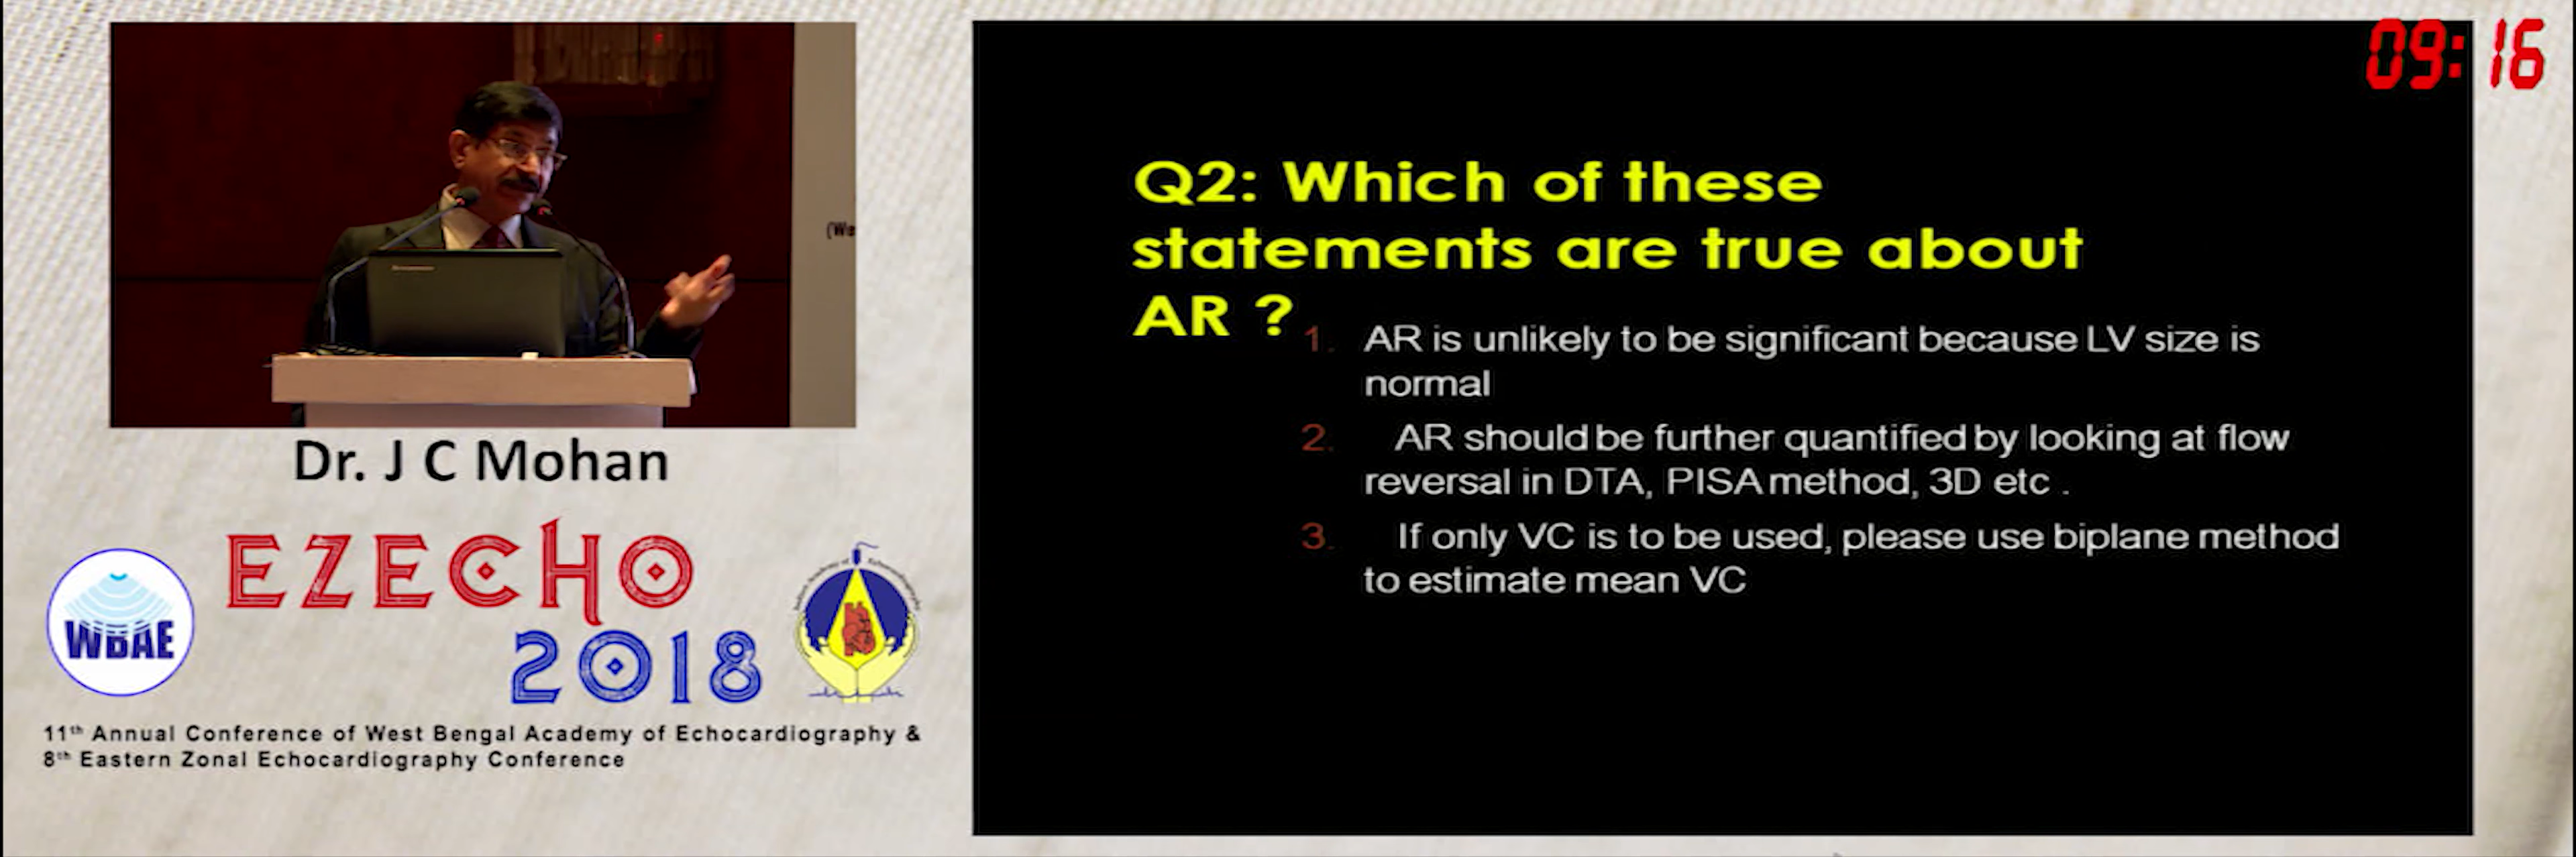 09:16
(We
Dr. J C Mohan
EZECHO
2018
WBAE
11th Annual Conference of West Bengal Academy of Echocardiography &
8th Eastern Zonal Echocardiography Conference
Q2: Which of these
statements are true about
AR ?
1. AR is unlikely to be significant because LV size is
normal
2. AR should be further quantified by looking at flow
reversal in DTA, PISA method, 3D etc .
3. If only VC is to be used, please use biplane method
to estimate mean VC